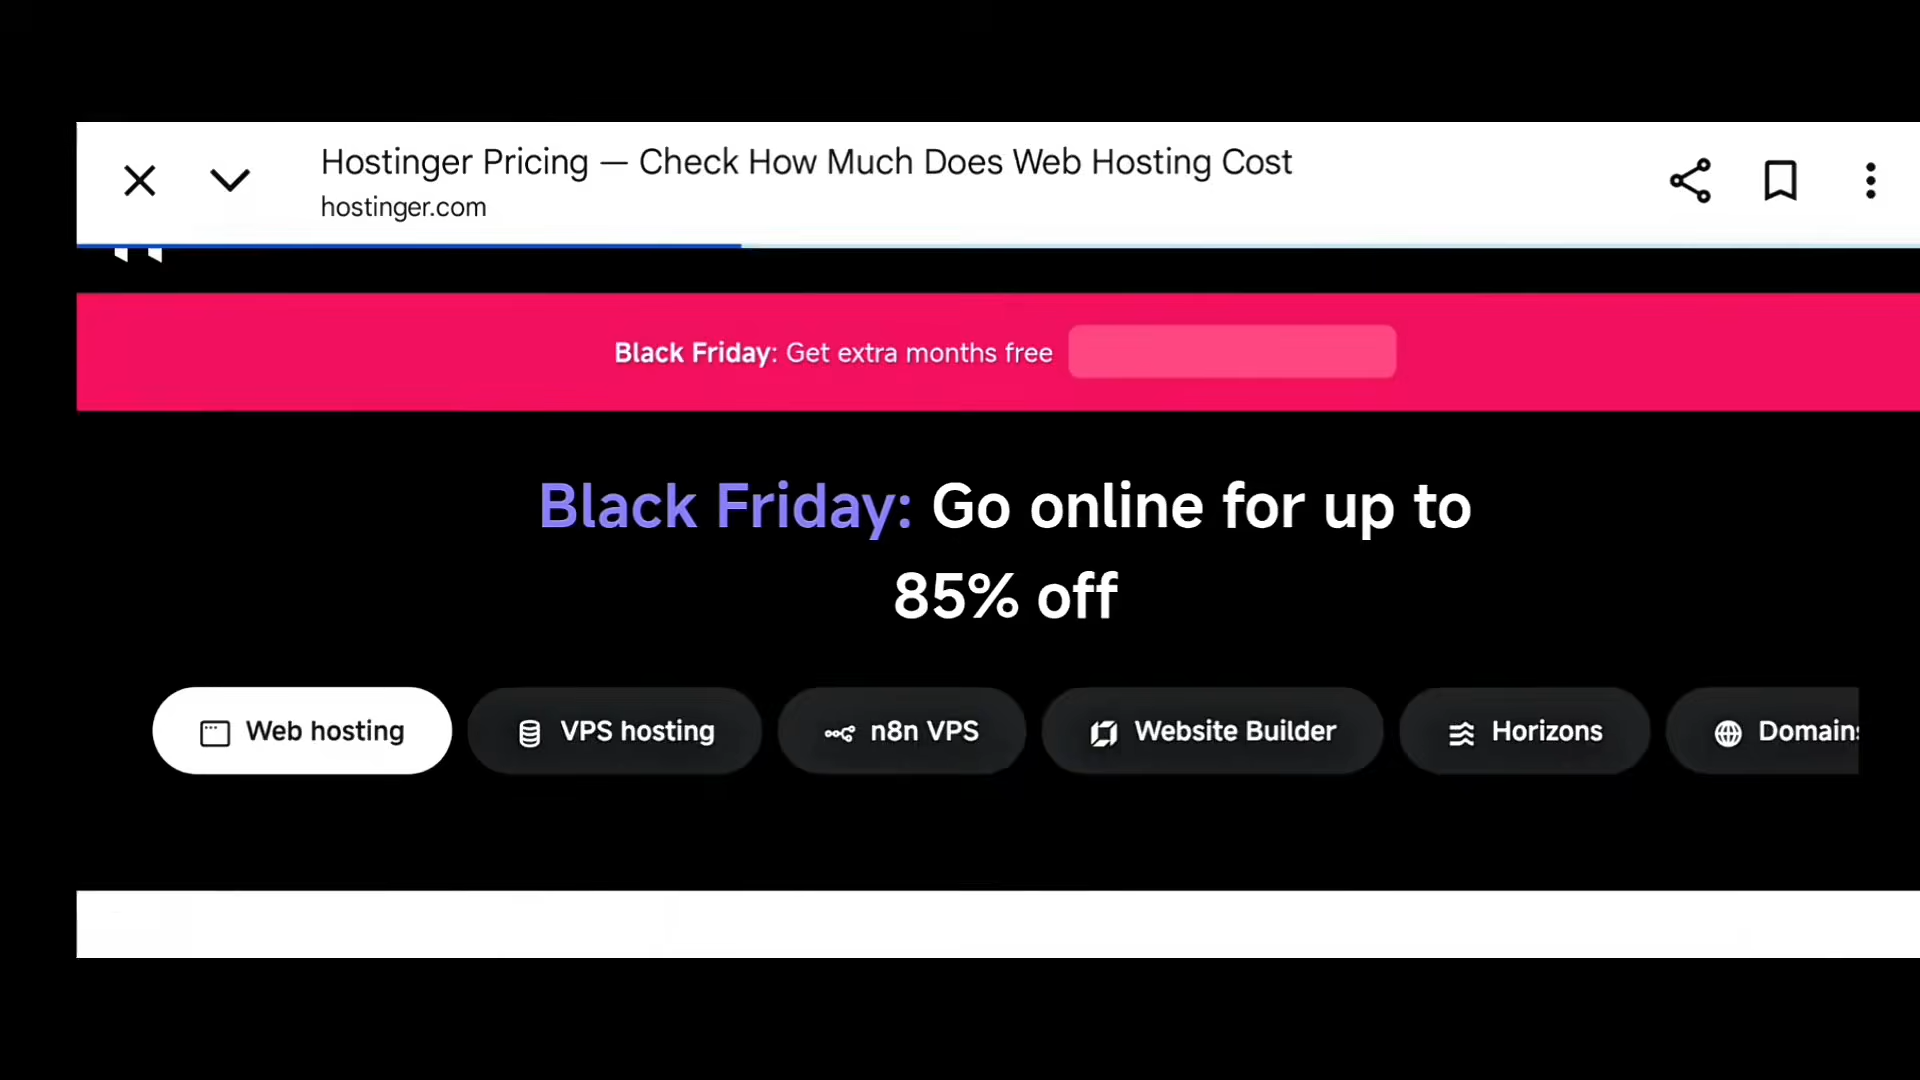 Hostinger Pricing — Check How Much Does Web Hosting Cost
hostinger.com
Black Friday: Get extra months free
Black Friday: Go online for up to
85% off
Web hosting
VPS hosting
n8n VPS
Website Builder
Horizons
Domains